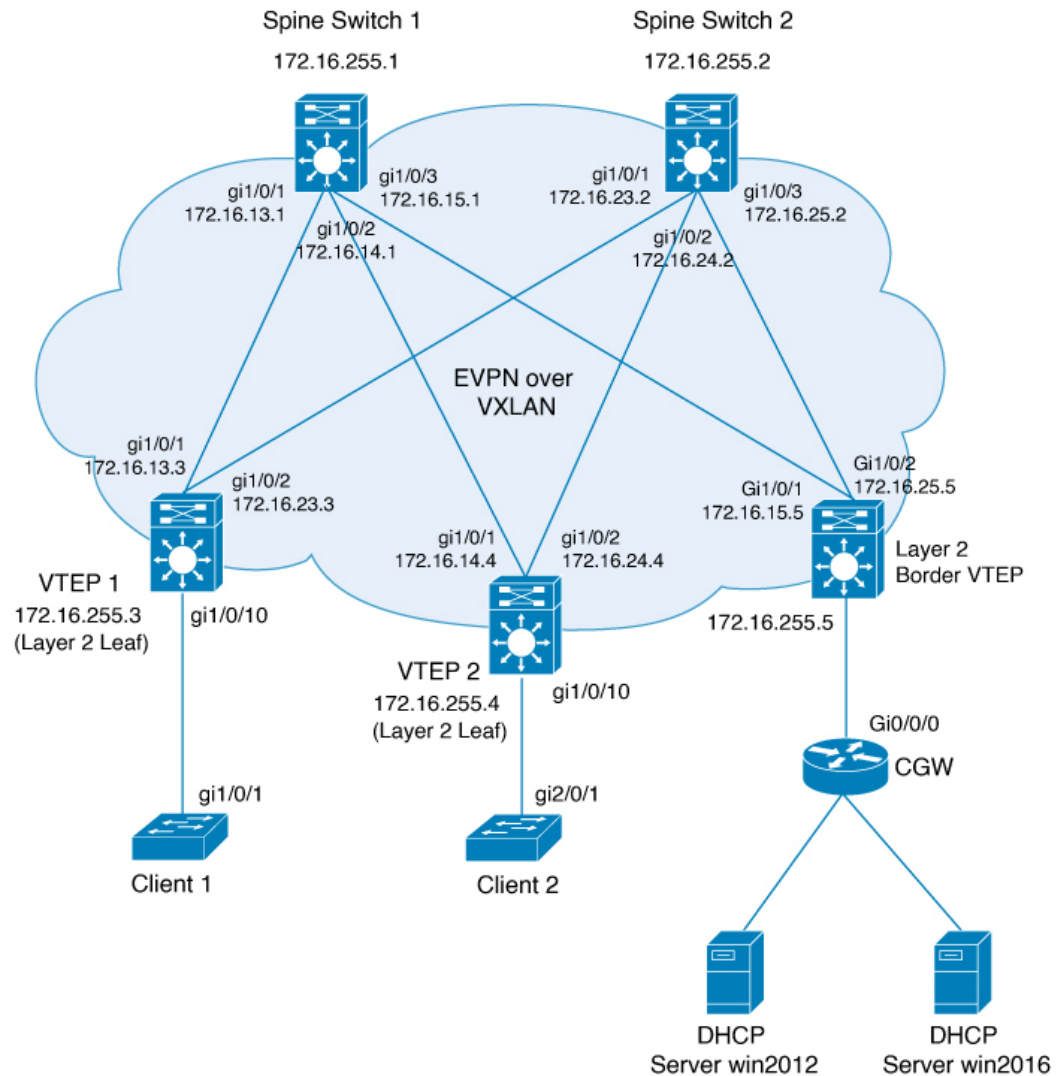 Spine Switch 1
172.16.255.1
Spine Switch 2
172.16.255.2
gi1/0/1
172.16.13.1
gi1/0/3
172.16.15.1
gi1/0/2
172.16.14.1
gi1/0/1
172.16.23.2
gi1/0/3
172.16.25.2
gi1/0/2
172.16.24.2
EVPN over
VXLAN
gi1/0/1
172.16.13.3
gi1/0/2
172.16.23.3
gi1/0/1
172.16.14.4
gi1/0/2
172.16.24.4
Gi1/0/1
172.16.15.5
Gi1/0/2
172.16.25.5
VTEP 1
172.16.255.3
(Layer 2 Leaf)
gi1/0/10
VTEP 2
172.16.255.4
(Layer 2 Leaf)
gi1/0/10
Layer 2
Border VTEP
172.16.255.5
Gi0/0/0
CGW
gi1/0/1
Client 1
gi2/0/1
Client 2
DHCP
Server win2012
DHCP
Server win2016